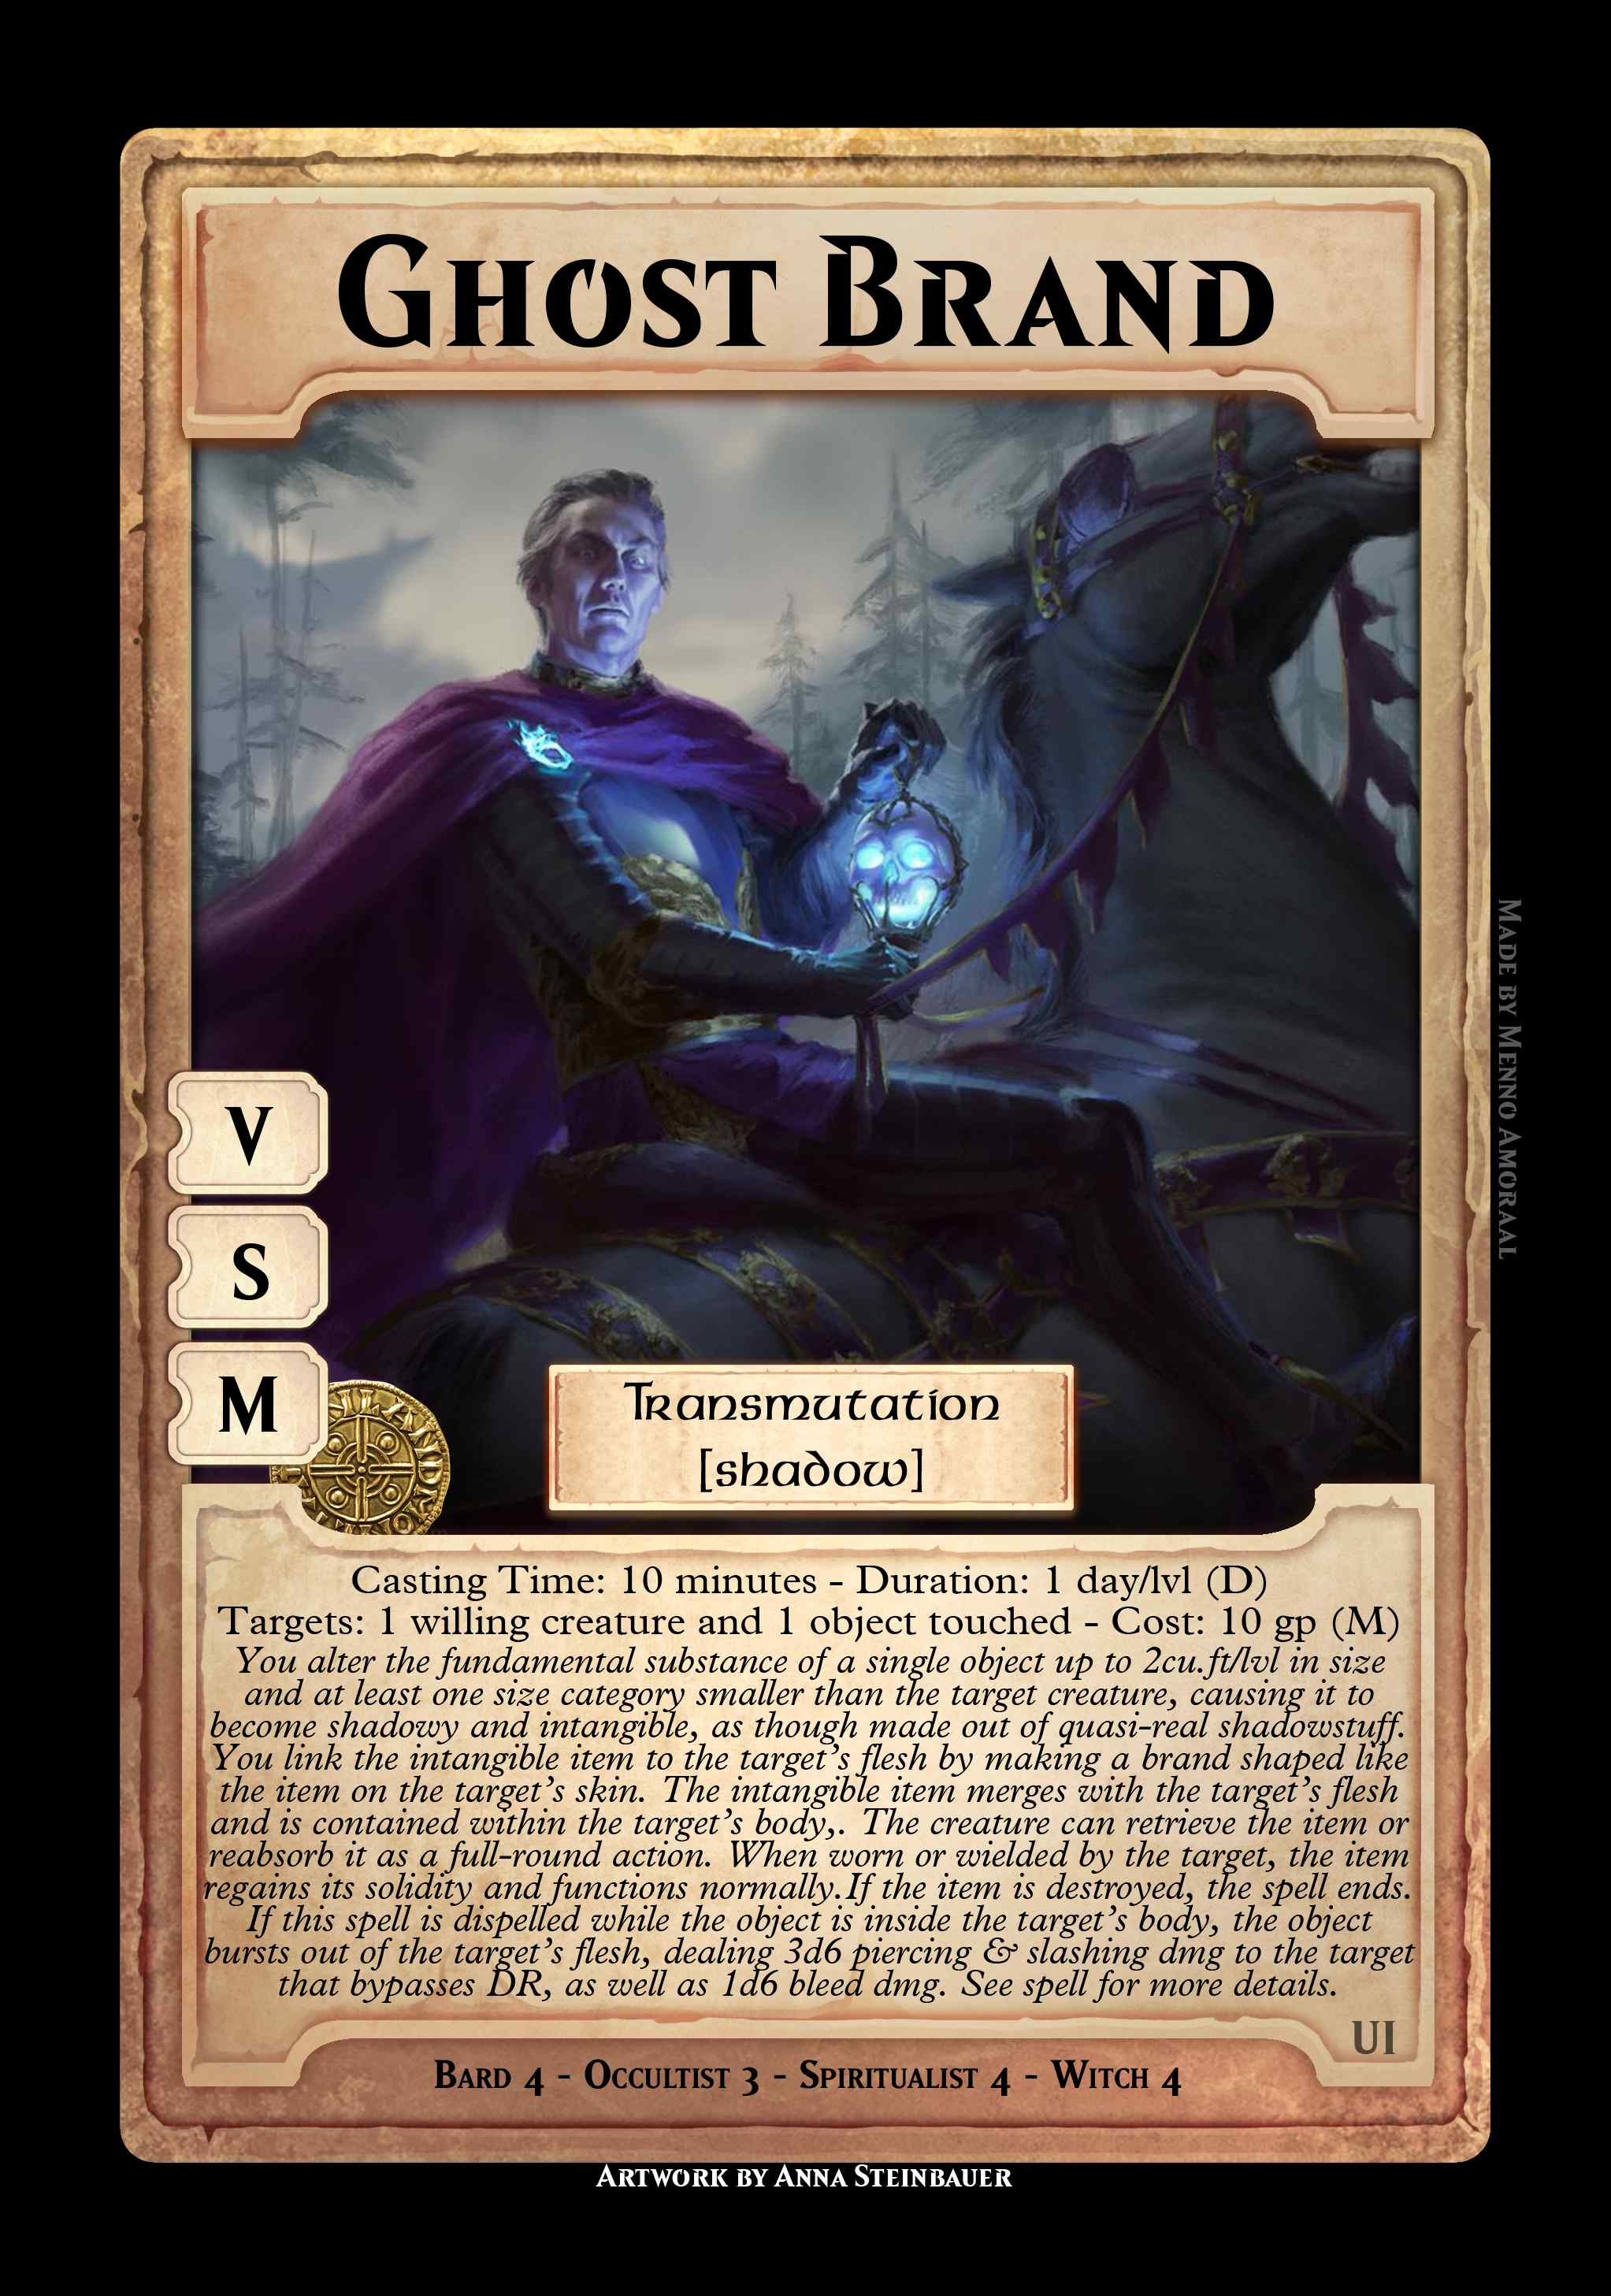 Ghost Brand
V
S
M
Transmutation
[shadow]
Casting Time: 10 minutes - Duration: 1 day/lvl (D)
Targets: 1 willing creature and 1 object touched - Cost: 10 gp (M)
You alter the fundamental substance of a single object up to 2cu.ft/lvl in size
and at least one size category smaller than the target creature, causing it to
become shadowy and intangible, as though made out of quasi-real shadowstuff.
You link the intangible item to the target's flesh by making a brand shaped like
the item on the target's skin. The intangible item merges with the target's flesh
and is contained within the target's body,. The creature can retrieve the item or
reabsorb it as a full-round action. When worn or wielded by the target, the item
regains its solidity and functions normally.If the item is destroyed, the spell ends.
If this spell is dispelled while the object is inside the target's body, the object
bursts out of the target's flesh, dealing 3d6 piercing & slashing dmg to the target
that bypasses DR, as well as 1d6 bleed dmg. See spell for more details.
UI
Bard 4 - Occultist 3 - Spiritualist 4 - Witch 4
Artwork by Anna Steinbauer
Made by Menno Amoraal